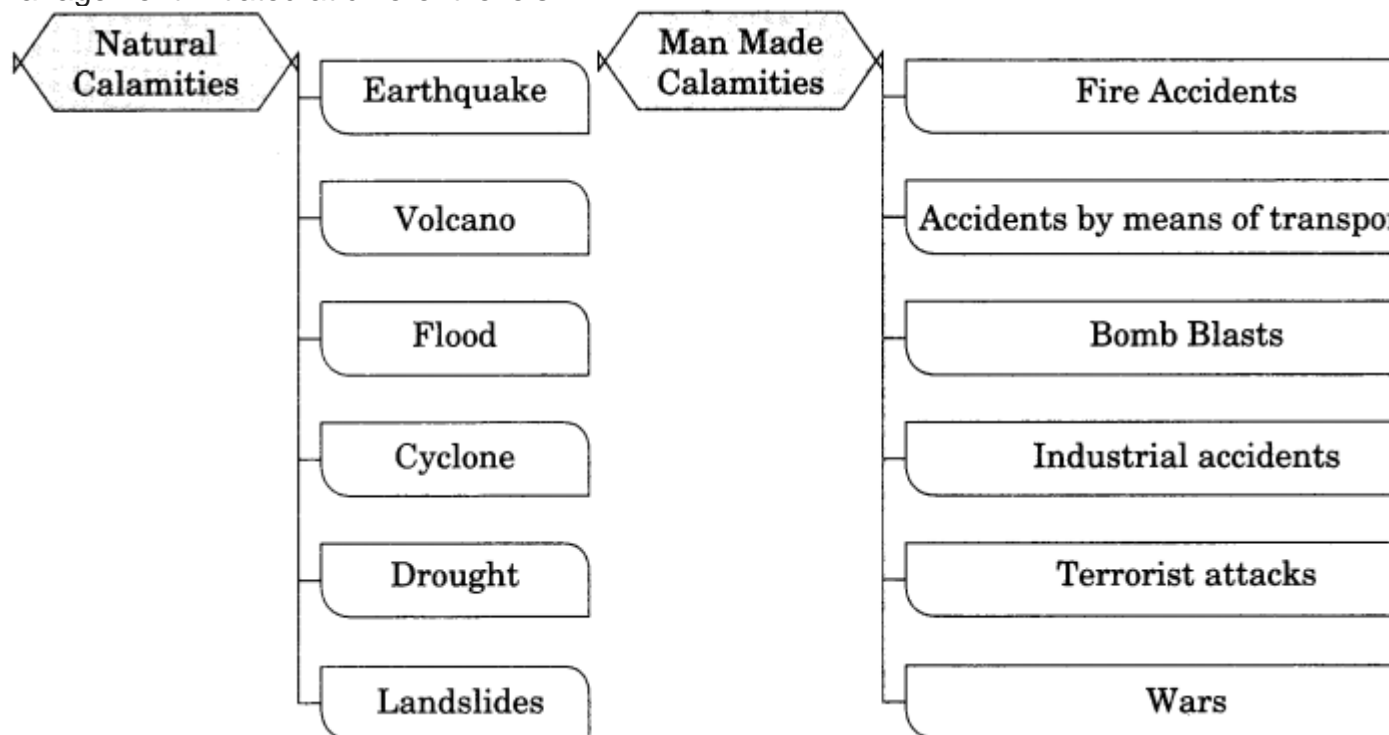 Natural
Calamities
Earthquake
Volcano
Flood
Cyclone
Drought
Landslides
Man Made
Calamities
Fire Accidents
Accidents by means of
Bomb Blasts
Industrial accidents
Terrorist attacks
Wars